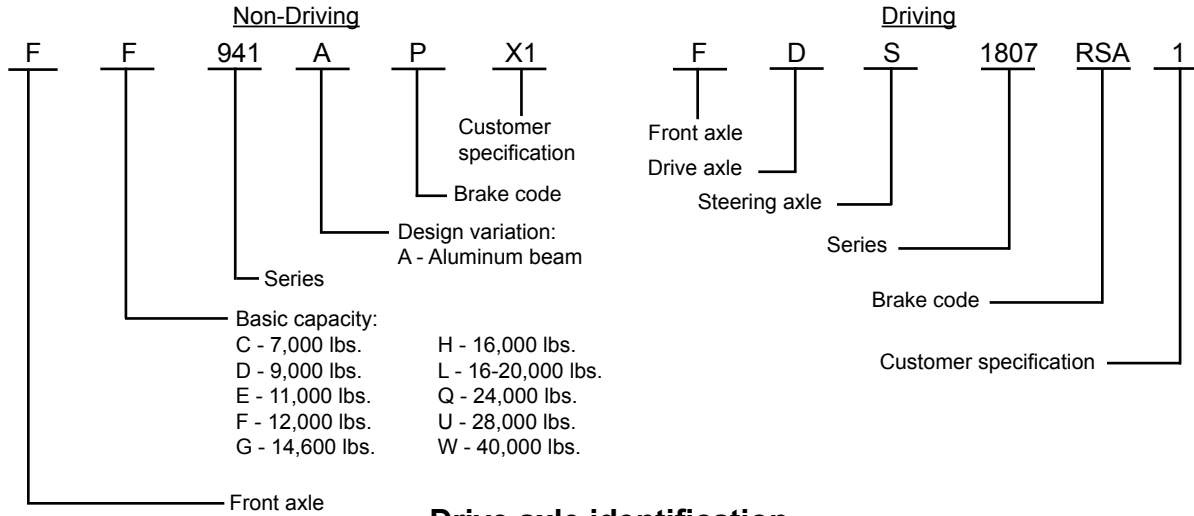 Non-Driving
F F 941 A P X1
Customer
specification
Brake code
Design variation:
A - Aluminum beam
Series
Basic capacity:
C - 7,000 lbs. H - 16,000 lbs.
D - 9,000 lbs. L - 16-20,000 lbs.
E - 11,000 lbs. Q - 24,000 lbs.
F - 12,000 lbs. U - 28,000 lbs.
G - 14,600 lbs. W - 40,000 lbs.
Front axle
Driving
F D S 1807 RSA 1
Front axle
Drive axle
Steering axle
Series
Brake code
Customer specification
Drive axle identification